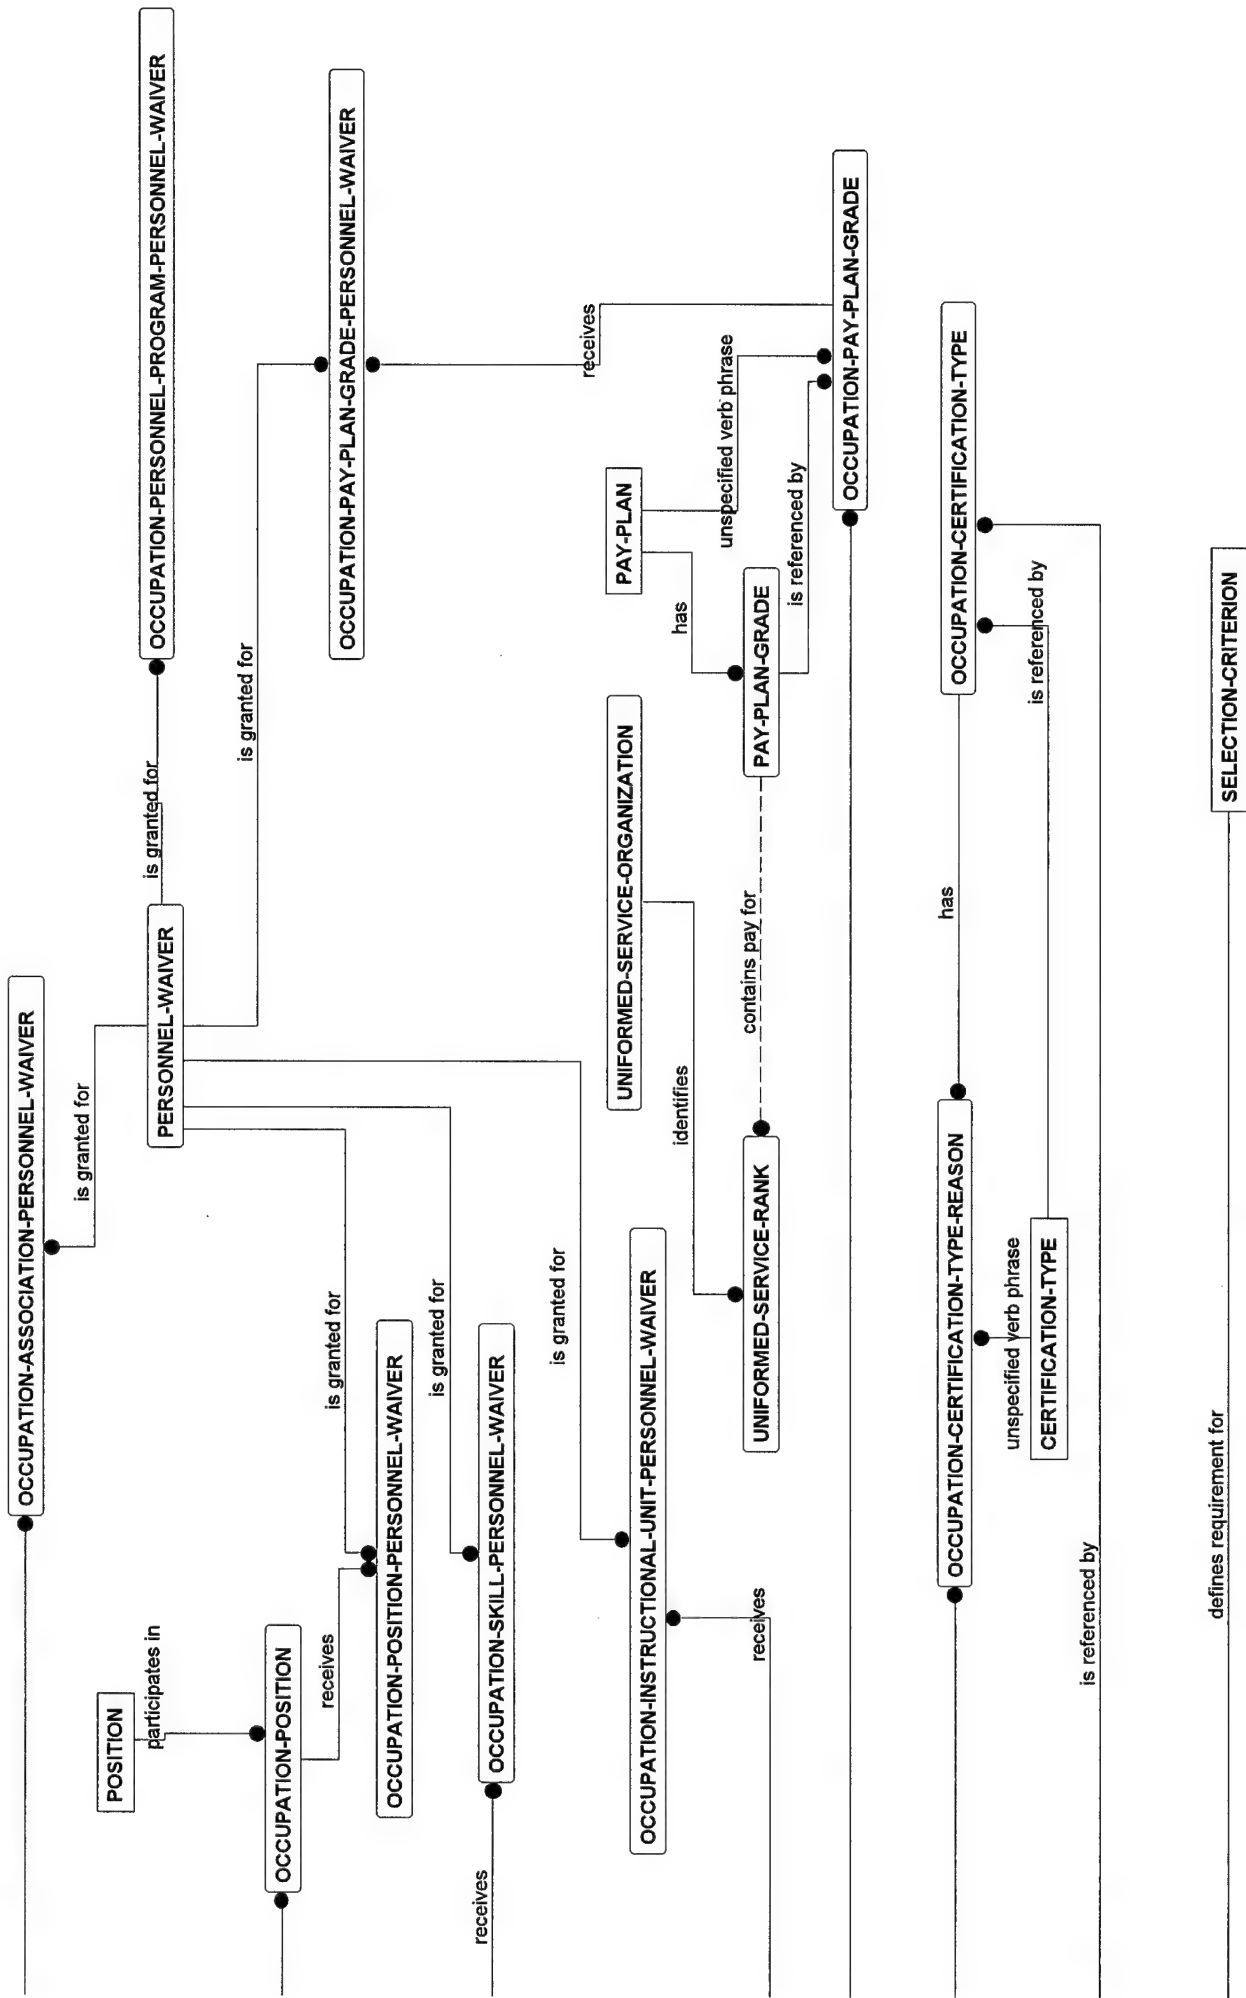 OCCUPATION-ASSOCIATION-PERSONNEL-WAIVER
is granted for
POSITION
participates in
PERSONNEL-WAIVER
is granted for
OCCUPATION-PERSONNEL-PROGRAM-PERSONNEL-WAIVER
is granted for
OCCUPATION-POSITION
receives
is granted for
OCCUPATION-PAY-PLAN-GRADE-PERSONNEL-WAIVER
OCCUPATION-POSITION-PERSONNEL-WAIVER
is granted for
receives
OCCUPATION-SKILL-PERSONNEL-WAIVER
is granted for
receives
OCCUPATION-INSTRUCTIONAL-UNIT-PERSONNEL-WAIVER
UNIFORMED-SERVICE-ORGANIZATION
PAY-PLAN
identifies
has
unspecified verb phrase
receives
UNIFORMED-SERVICE-RANK
contains pay for
PAY-PLAN-GRADE
is referenced by
OCCUPATION-PAY-PLAN-GRADE
OCCUPATION-CERTIFICATION-TYPE-REASON
has
OCCUPATION-CERTIFICATION-TYPE
unspecified verb phrase
is referenced by
CERTIFICATION-TYPE
is referenced by
defines requirement for
SELECTION-CRITERION